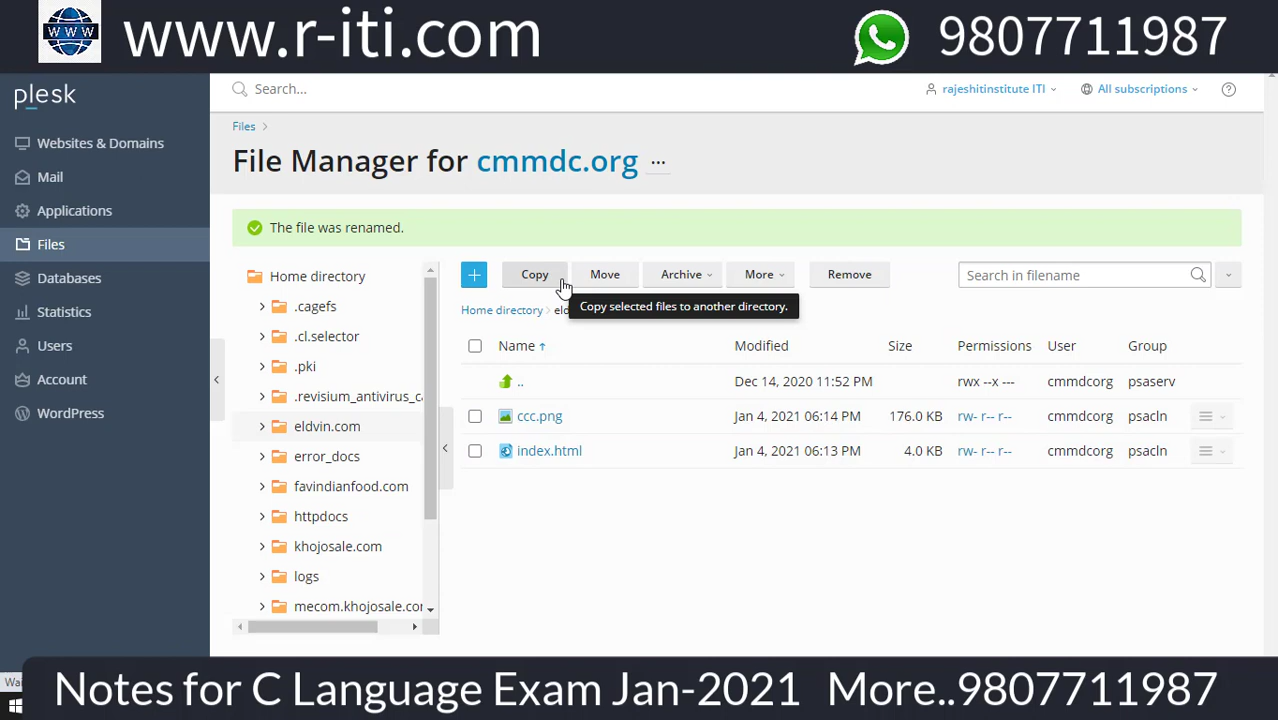 WWW
www.r-iti.com
9807711987
plesk
Search...
rajeshitinstitute ITI
All subscriptions
?
Websites & Domains
Mail
Applications
Files
Databases
Statistics
Users
Account
WordPress
Files >
File Manager for cmmdc.org ...
The file was renamed.
Home directory
.cagefs
.cl.selector
.pki
.revisium_antivirus_ca
eldvin.com
error_docs
favindianfood.com
httpdocs
khojosale.com
logs
mecom.khojosale.com
+ Copy Move Archive More Remove
Search in filename
Copy selected files to another directory.
Home directory > eld
Name Modified Size Permissions User Group
.. Dec 14, 2020 11:52 PM rwx --x --- cmmdcorg psaserv
ccc.png Jan 4, 2021 06:14 PM 176.0 KB rw- r-- r-- cmmdcorg psacln
index.html Jan 4, 2021 06:13 PM 4.0 KB rw- r-- r-- cmmdcorg psacln
Wai
Notes for C Language Exam Jan-2021 More..9807711987